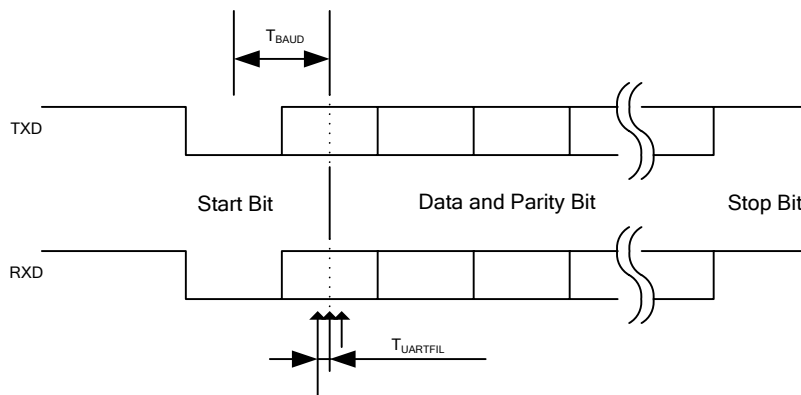 TBAUD
TXD
Start Bit
Data and Parity Bit
Stop Bit
RXD
TUARTFIL